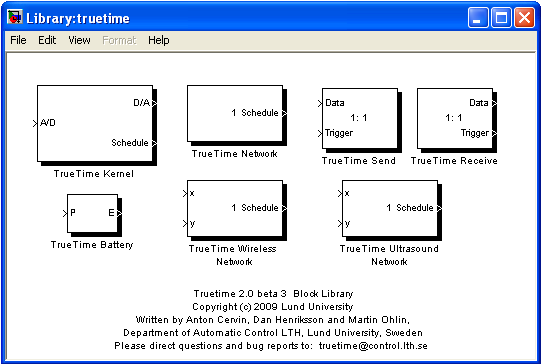 Library:truetime
File Edit View Format Help
D/A
A/D
Schedule
TrueTime Kernel
1 Schedule
TrueTime Network
Data
1: 1
Trigger
TrueTime Send
Data
1: 1
Trigger
TrueTime Receive
P E
TrueTime Battery
x
1 Schedule
y
TrueTime Wireless
Network
x
1 Schedule
y
TrueTime Ultrasound
Network
Truetime 2.0 beta 3 Block Library
Copyright (c) 2009 Lund University
Written by Anton Cervin, Dan Henriksson and Martin Ohlin,
Department of Automatic Control LTH, Lund University, Sweden
Please direct questions and bug reports to: truetime@control.lth.se